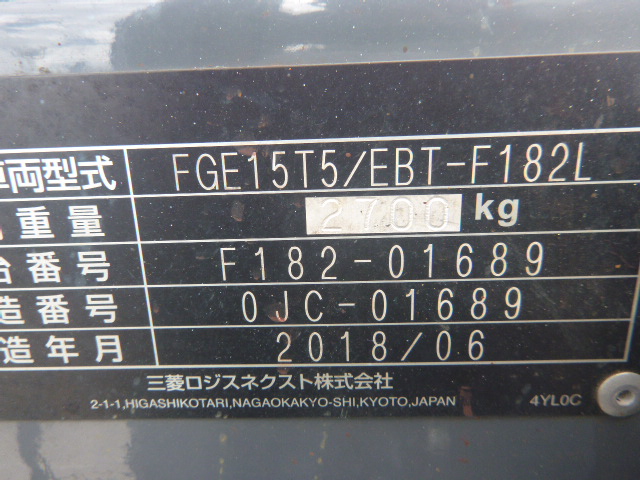 車両型式 FGE15T5/EBT-F182L
重量 2700 kg
台番号 F182-01689
造番号 0JC-01689
造年月 2018/06
三菱ロジスネクスト株式会社
2-1-1,HIGASHIKOTARI,NAGAOKAKYO-SHI,KYOTO,JAPAN 4YL0C